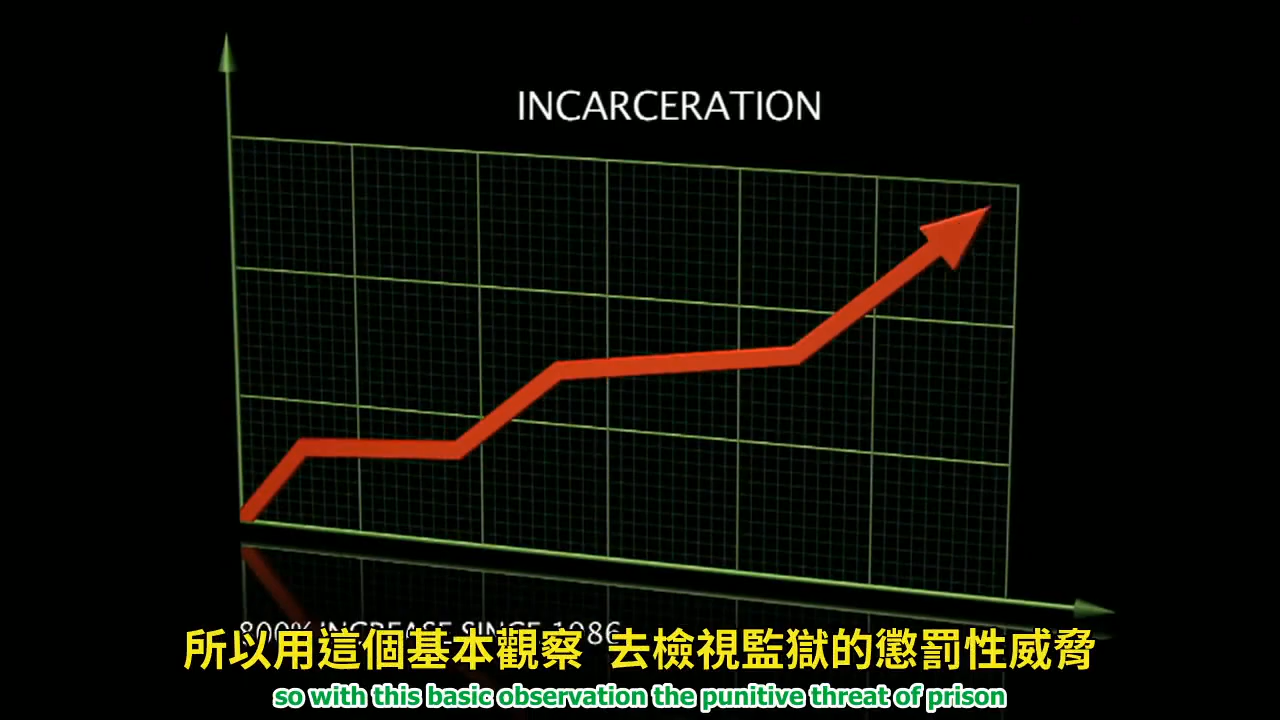 INCARCERATION
800% INCREASE SINCE 1986
所以用這個基本觀察 去檢視監獄的懲罰性威脅
so with this basic observation the punitive threat of prison